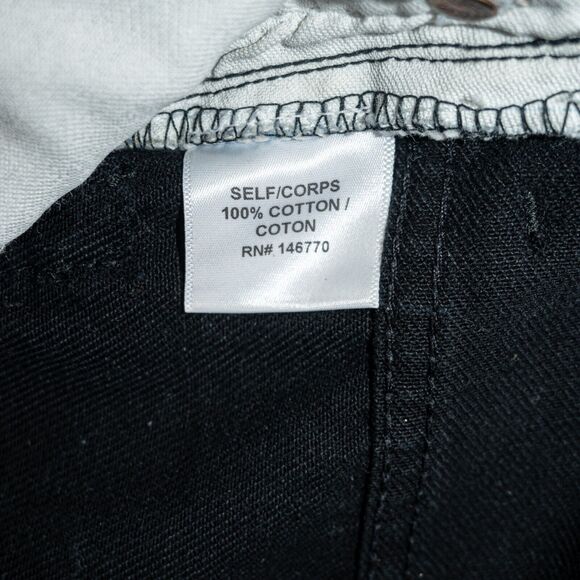 SELF/CORPS
100% COTTON /
COTON
RN# 146770